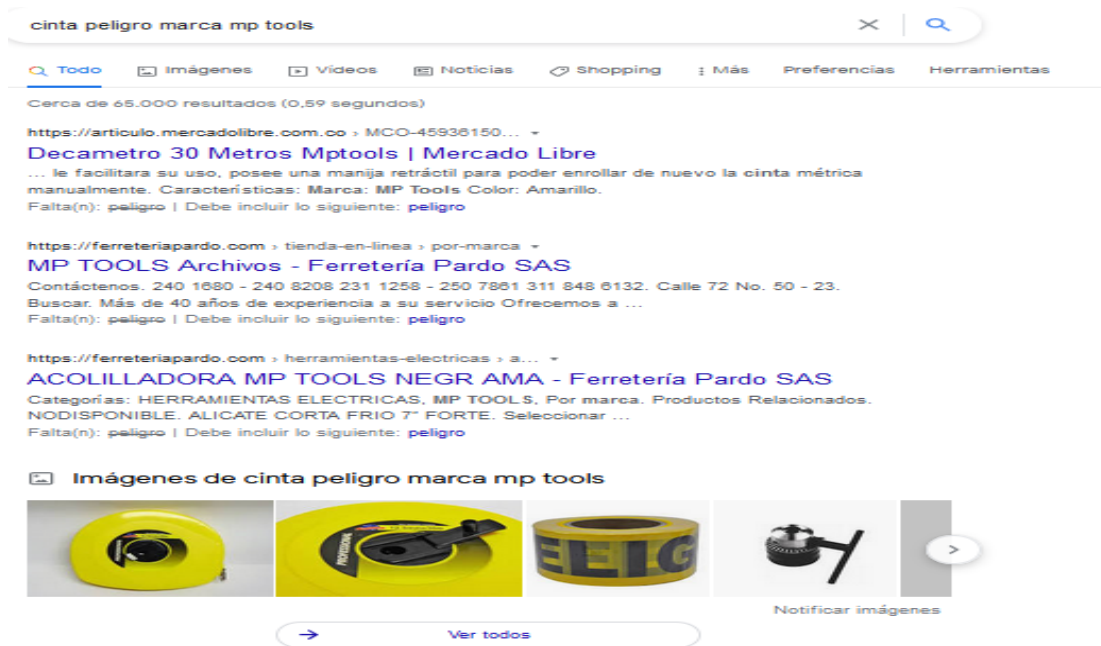 cinta peligro marca mp tools
Todo Imágenes Vídeos Noticias Shopping Más Preferencias Herramientas
Cerca de 65.000 resultados (0,59 segundos)
https://articulo.mercadolibre.com.co › MCO-45936150...
Decametro 30 Metros Mptools | Mercado Libre
... le facilitara su uso, posee una manija retráctil para poder enrollar de nuevo la cinta métrica
manualmente. Características: Marca: MP Tools Color: Amarillo.
Falta(n): peligro | Debe incluir lo siguiente: peligro
https://ferreteriapardo.com › tienda-en-linea › por-marca
MP TOOLS Archivos - Ferretería Pardo SAS
Contáctenos. 240 1680 - 240 8208 231 1258 - 250 7861 311 848 6132. Calle 72 No. 50 - 23.
Buscar. Más de 40 años de experiencia a su servicio Ofrecemos a ...
Falta(n): peligro | Debe incluir lo siguiente: peligro
https://ferreteriapardo.com › herramientas-electricas › a...
ACOLILLADORA MP TOOLS NEGR AMA - Ferretería Pardo SAS
Categorías: HERRAMIENTAS ELECTRICAS, MP TOOLS, Por marca. Productos Relacionados.
NODISPONIBLE. ALICATE CORTA FRIO 7" FORTE. Seleccionar ...
Falta(n): peligro | Debe incluir lo siguiente: peligro
Imágenes de cinta peligro marca mp tools
PROFESSIONAL
Notificar imágenes
Ver todos